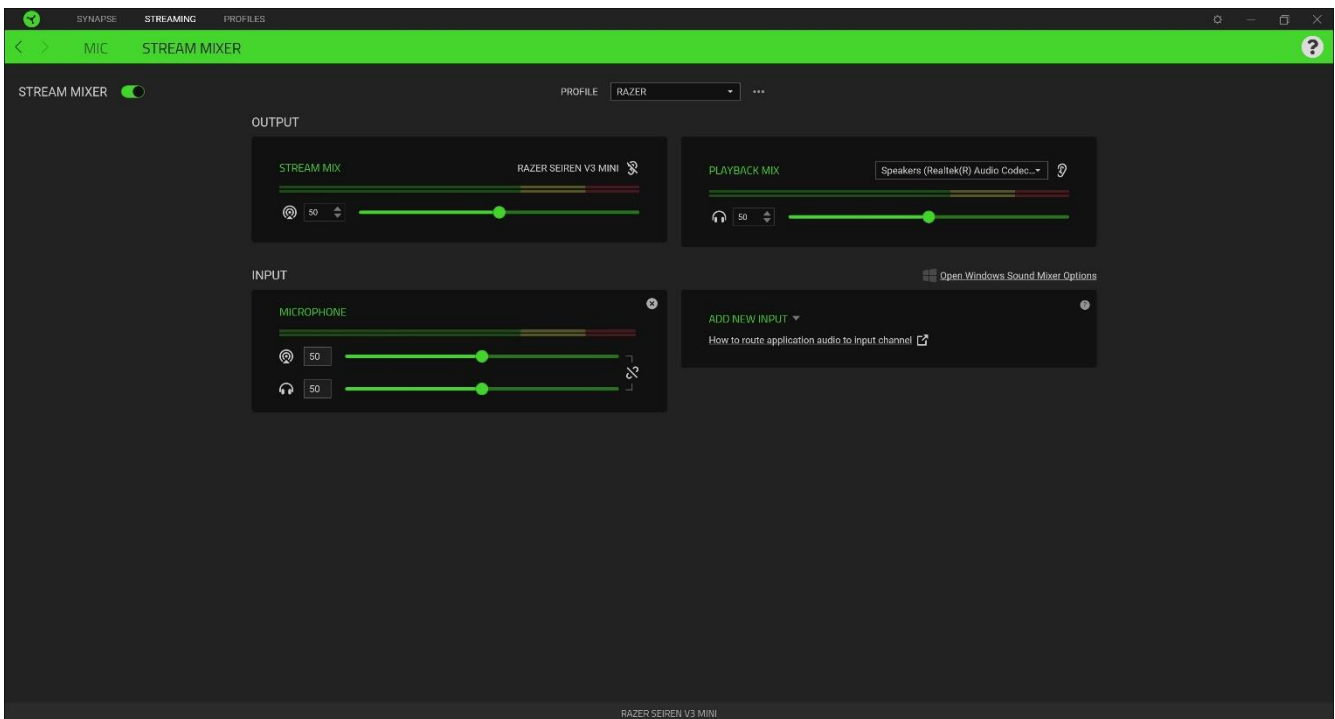 SYNAPSE STREAMING PROFILES
MIC STREAM MIXER ?
STREAM MIXER PROFILE RAZER
OUTPUT
STREAM MIX RAZER SEIREN V3 MINI
50
PLAYBACK MIX Speakers (Realtek(R) Audio Codec...
50
INPUT
Open Windows Sound Mixer Options
MICROPHONE
50
50
ADD NEW INPUT ?
How to route application audio to input channel
RAZER SEIREN V3 MINI